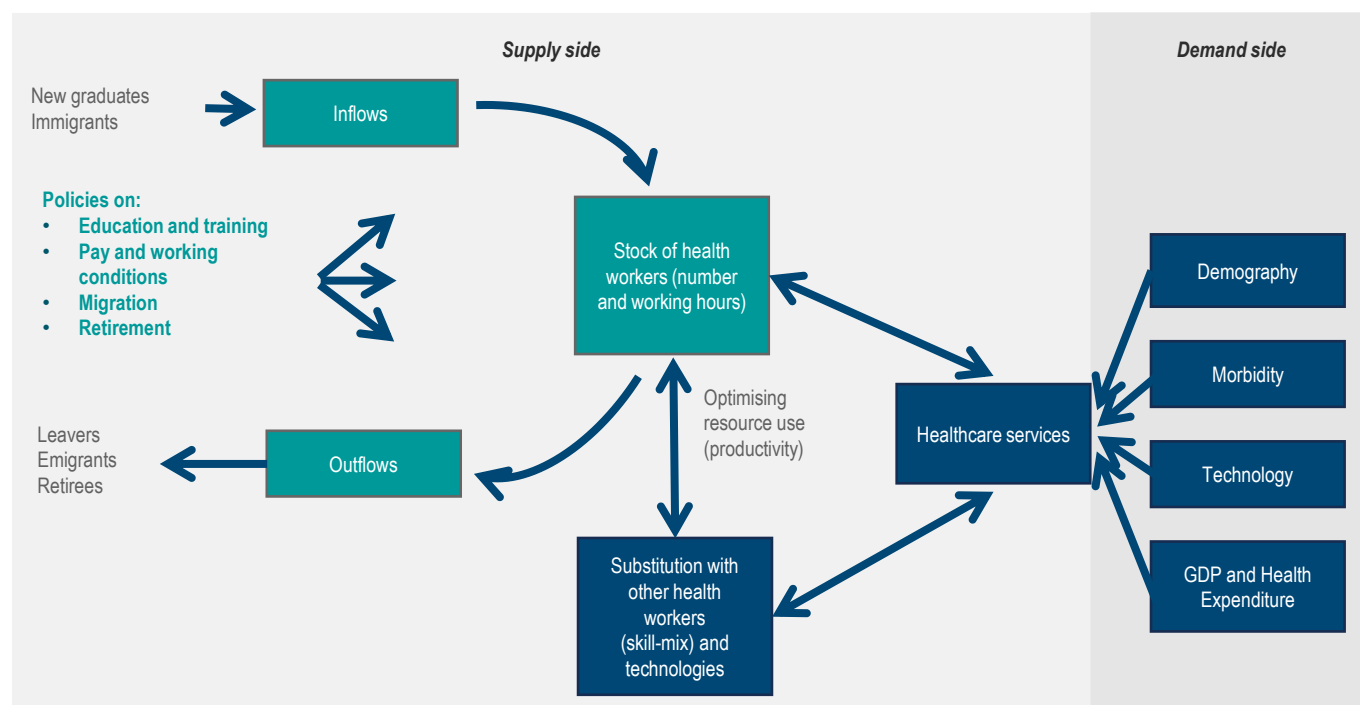 Supply side
Demand side
New graduates
Immigrants
Inflows
Policies on:
• Education and training
• Pay and working
conditions
• Migration
• Retirement
Stock of health
workers (number
and working hours)
Demography
Morbidity
Optimising
resource use
(productivity)
Healthcare services
Leavers
Emigrants
Retirees
Outflows
Technology
Substitution with
other health
workers
(skill-mix) and
technologies
GDP and Health
Expenditure